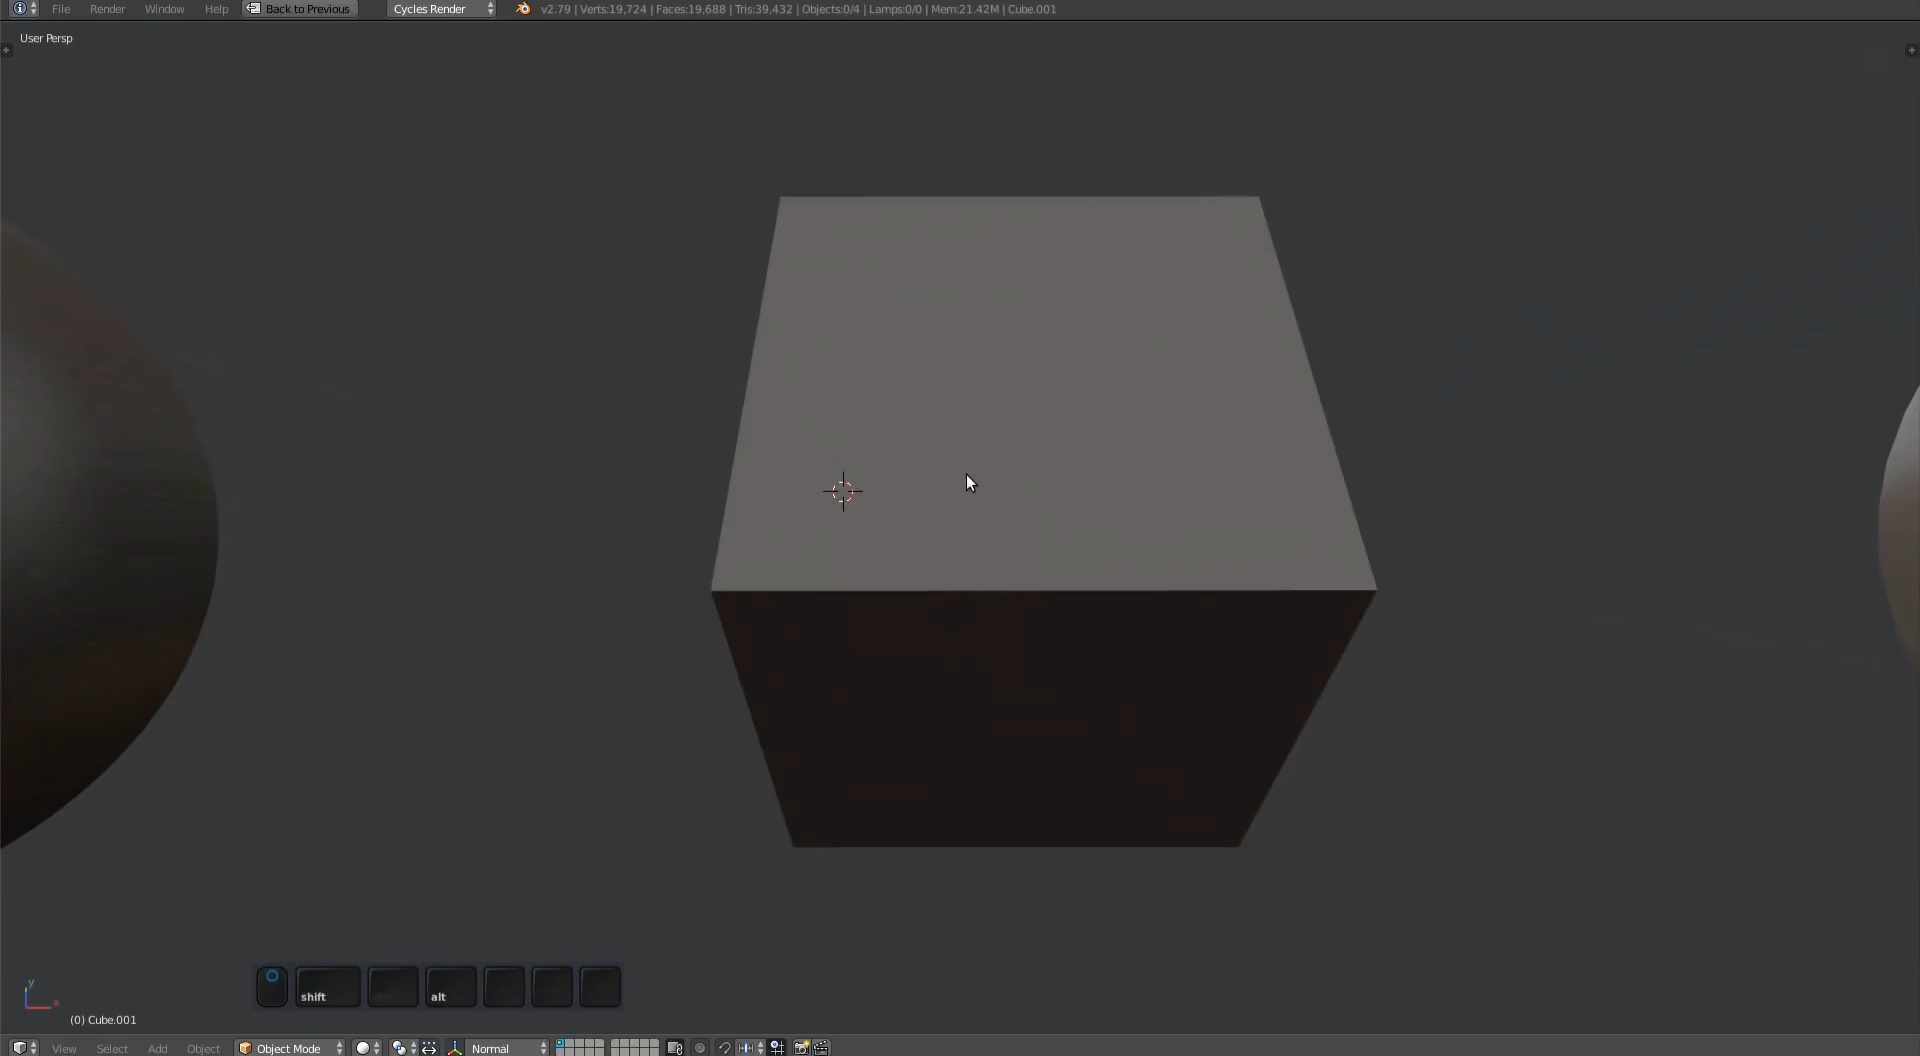 File Render Window Help Back to Previous Cycles Render v2.79 | Verts:19,724 | Faces:19,688 | Tris:39,432 | Objects:0/4 | Lamps:0/0 | Mem:21.42M | Cube.001
User Persp
shift alt
y
x
(0) Cube.001
View Select Add Object Object Mode Normal